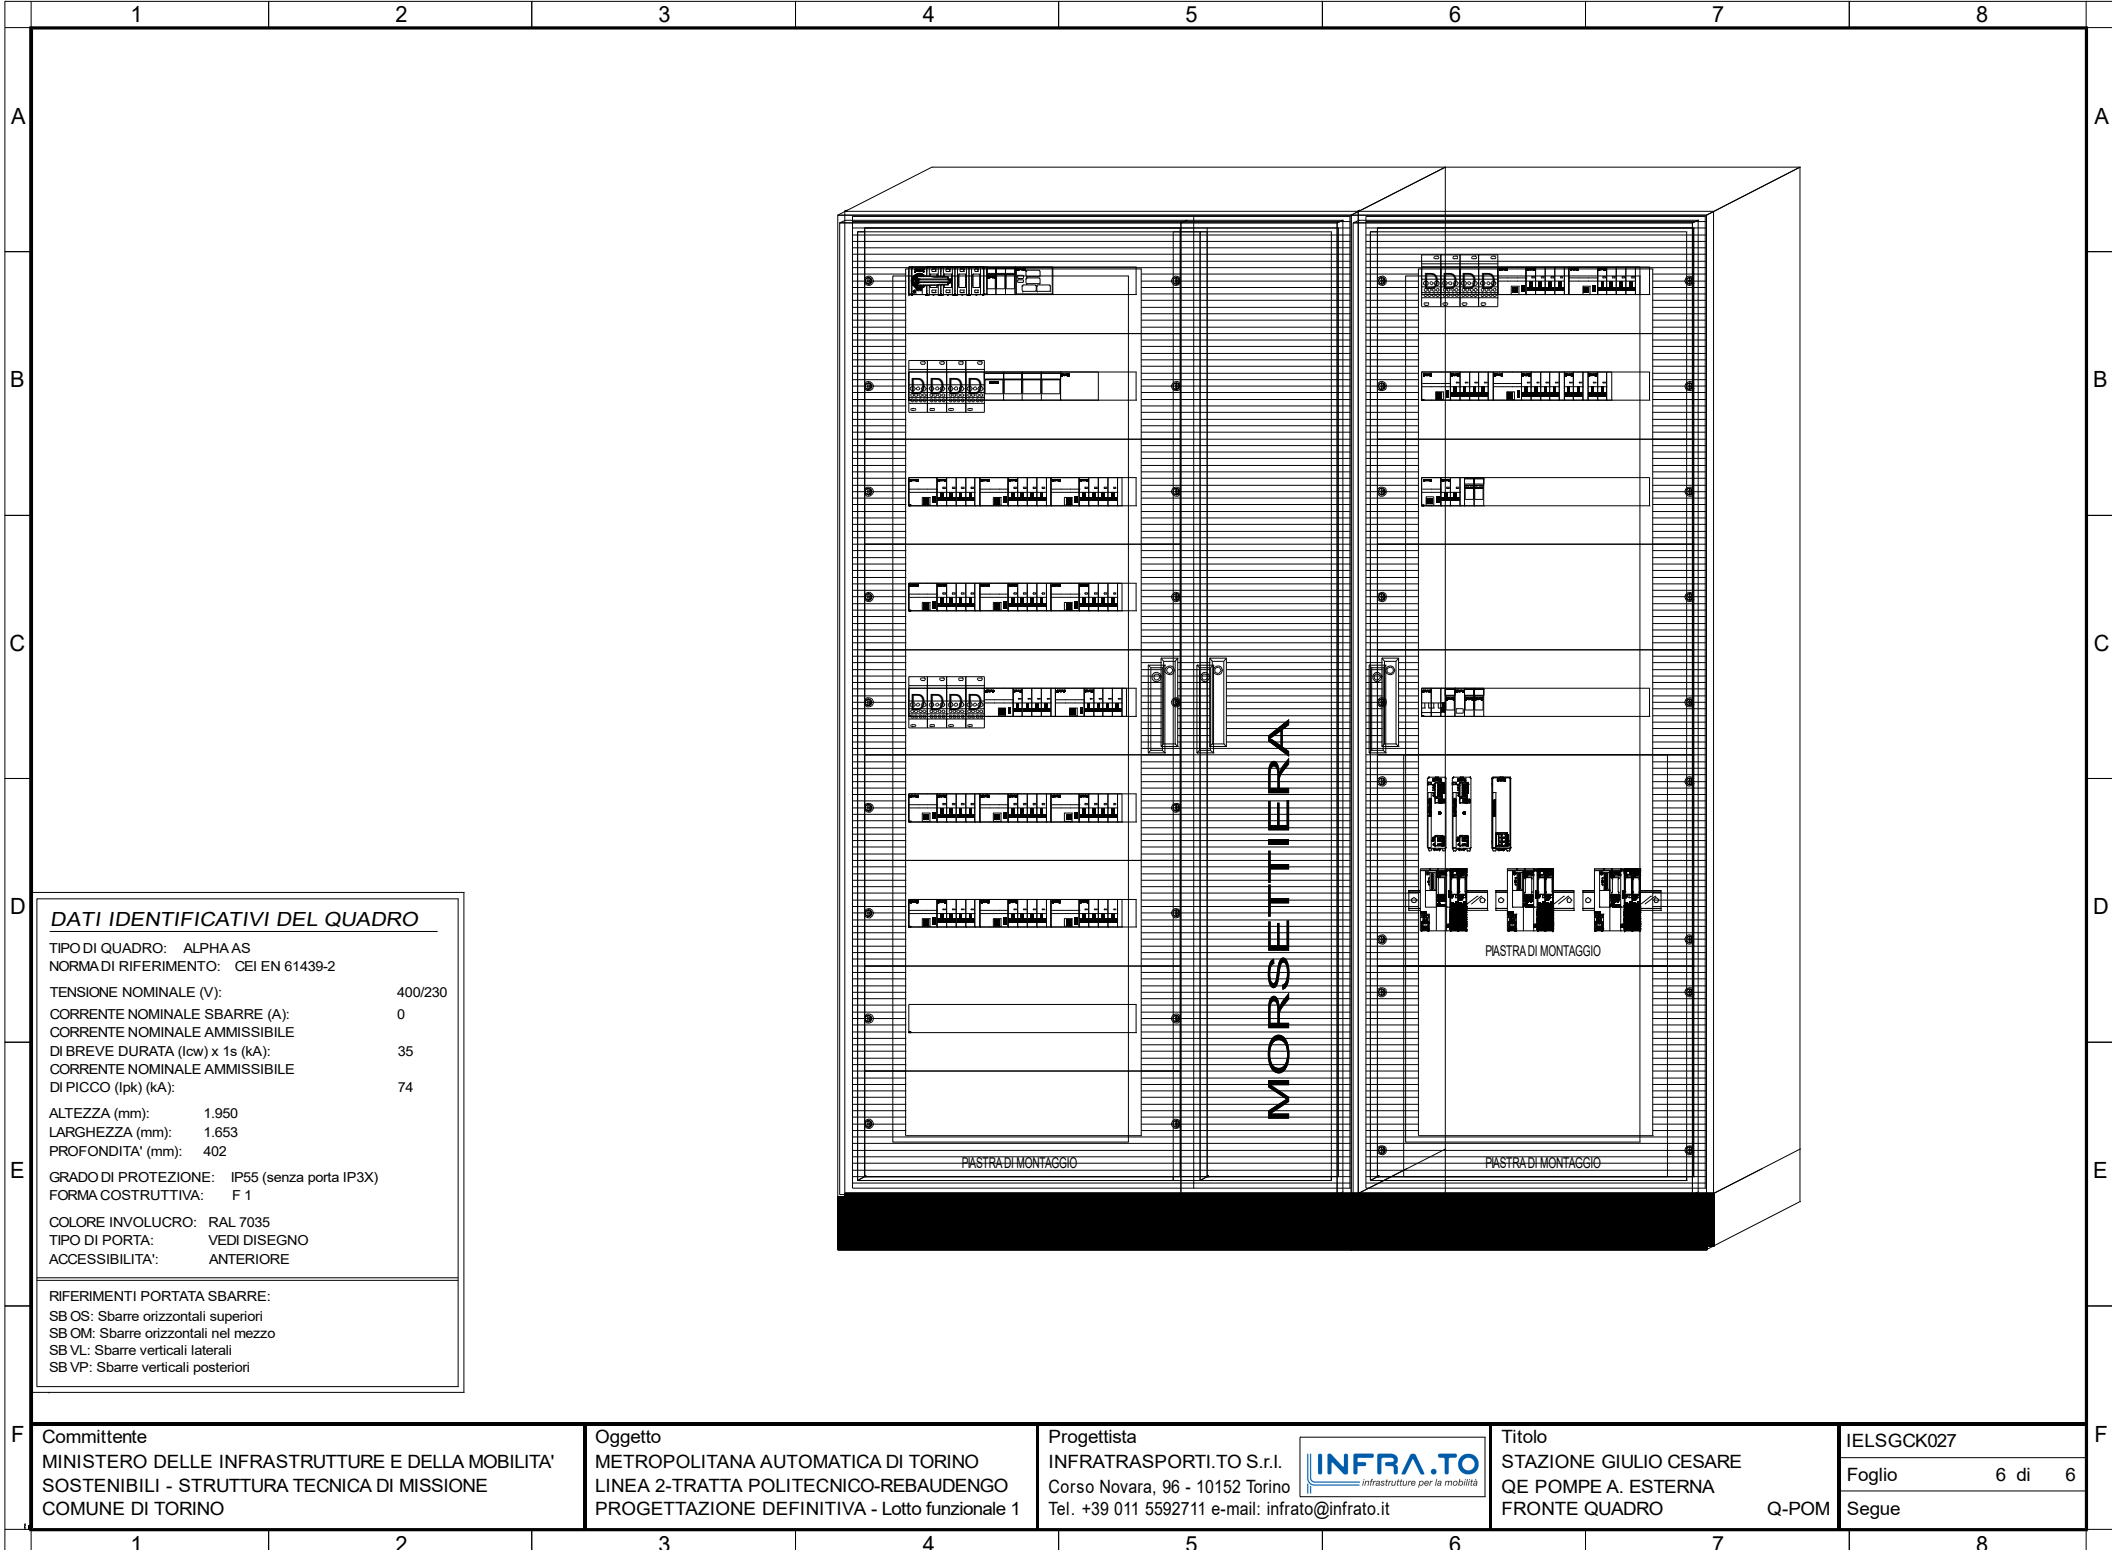 1 2 3 4 5 6 7 8
A A
B B
C C
D D
E E
F F
MORSETTIERA
PIASTRA DI MONTAGGIO
PIASTRA DI MONTAGGIO
PIASTRA DI MONTAGGIO
DATI IDENTIFICATIVI DEL QUADRO
TIPO DI QUADRO: ALPHA AS
NORMA DI RIFERIMENTO: CEI EN 61439-2
TENSIONE NOMINALE (V): 400/230
CORRENTE NOMINALE SBARRE (A): 0
CORRENTE NOMINALE AMMISSIBILE
DI BREVE DURATA (Icw) x 1s (kA): 35
CORRENTE NOMINALE AMMISSIBILE
DI PICCO (Ipk) (kA): 74
ALTEZZA (mm): 1.950
LARGHEZZA (mm): 1.653
PROFONDITA' (mm): 402
GRADO DI PROTEZIONE: IP55 (senza porta IP3X)
FORMA COSTRUTTIVA: F 1
COLORE INVOLUCRO: RAL 7035
TIPO DI PORTA: VEDI DISEGNO
ACCESSIBILITA': ANTERIORE
RIFERIMENTI PORTATA SBARRE:
SB OS: Sbarre orizzontali superiori
SB OM: Sbarre orizzontali nel mezzo
SB VL: Sbarre verticali laterali
SB VP: Sbarre verticali posteriori
Committente
MINISTERO DELLE INFRASTRUTTURE E DELLA MOBILITA'
SOSTENIBILI - STRUTTURA TECNICA DI MISSIONE
COMUNE DI TORINO
Oggetto
METROPOLITANA AUTOMATICA DI TORINO
LINEA 2-TRATTA POLITECNICO-REBAUDENGO
PROGETTAZIONE DEFINITIVA - Lotto funzionale 1
Progettista
INFRATRASPORTI.TO S.r.l.
Corso Novara, 96 - 10152 Torino
Tel. +39 011 5592711 e-mail: infrato@infrato.it
INFRA.TO
infrastrutture per la mobilità
Titolo
STAZIONE GIULIO CESARE
QE POMPE A. ESTERNA
FRONTE QUADRO Q-POM
IELSGCK027
Foglio 6 di 6
Segue
1 2 3 4 5 6 7 8